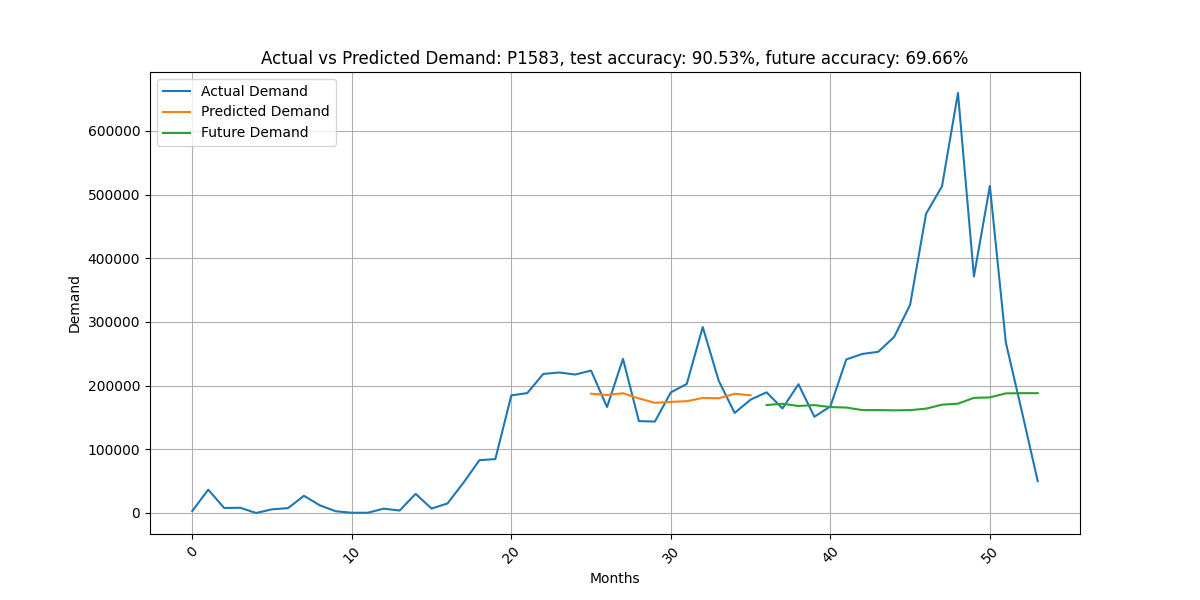 Actual vs Predicted Demand: P1583, test accuracy: 90.53%, future accuracy: 69.66%
Actual Demand
Predicted Demand
Future Demand
600000
500000
400000
300000
200000
100000
0
Demand
0 10 20 30 40 50
Months